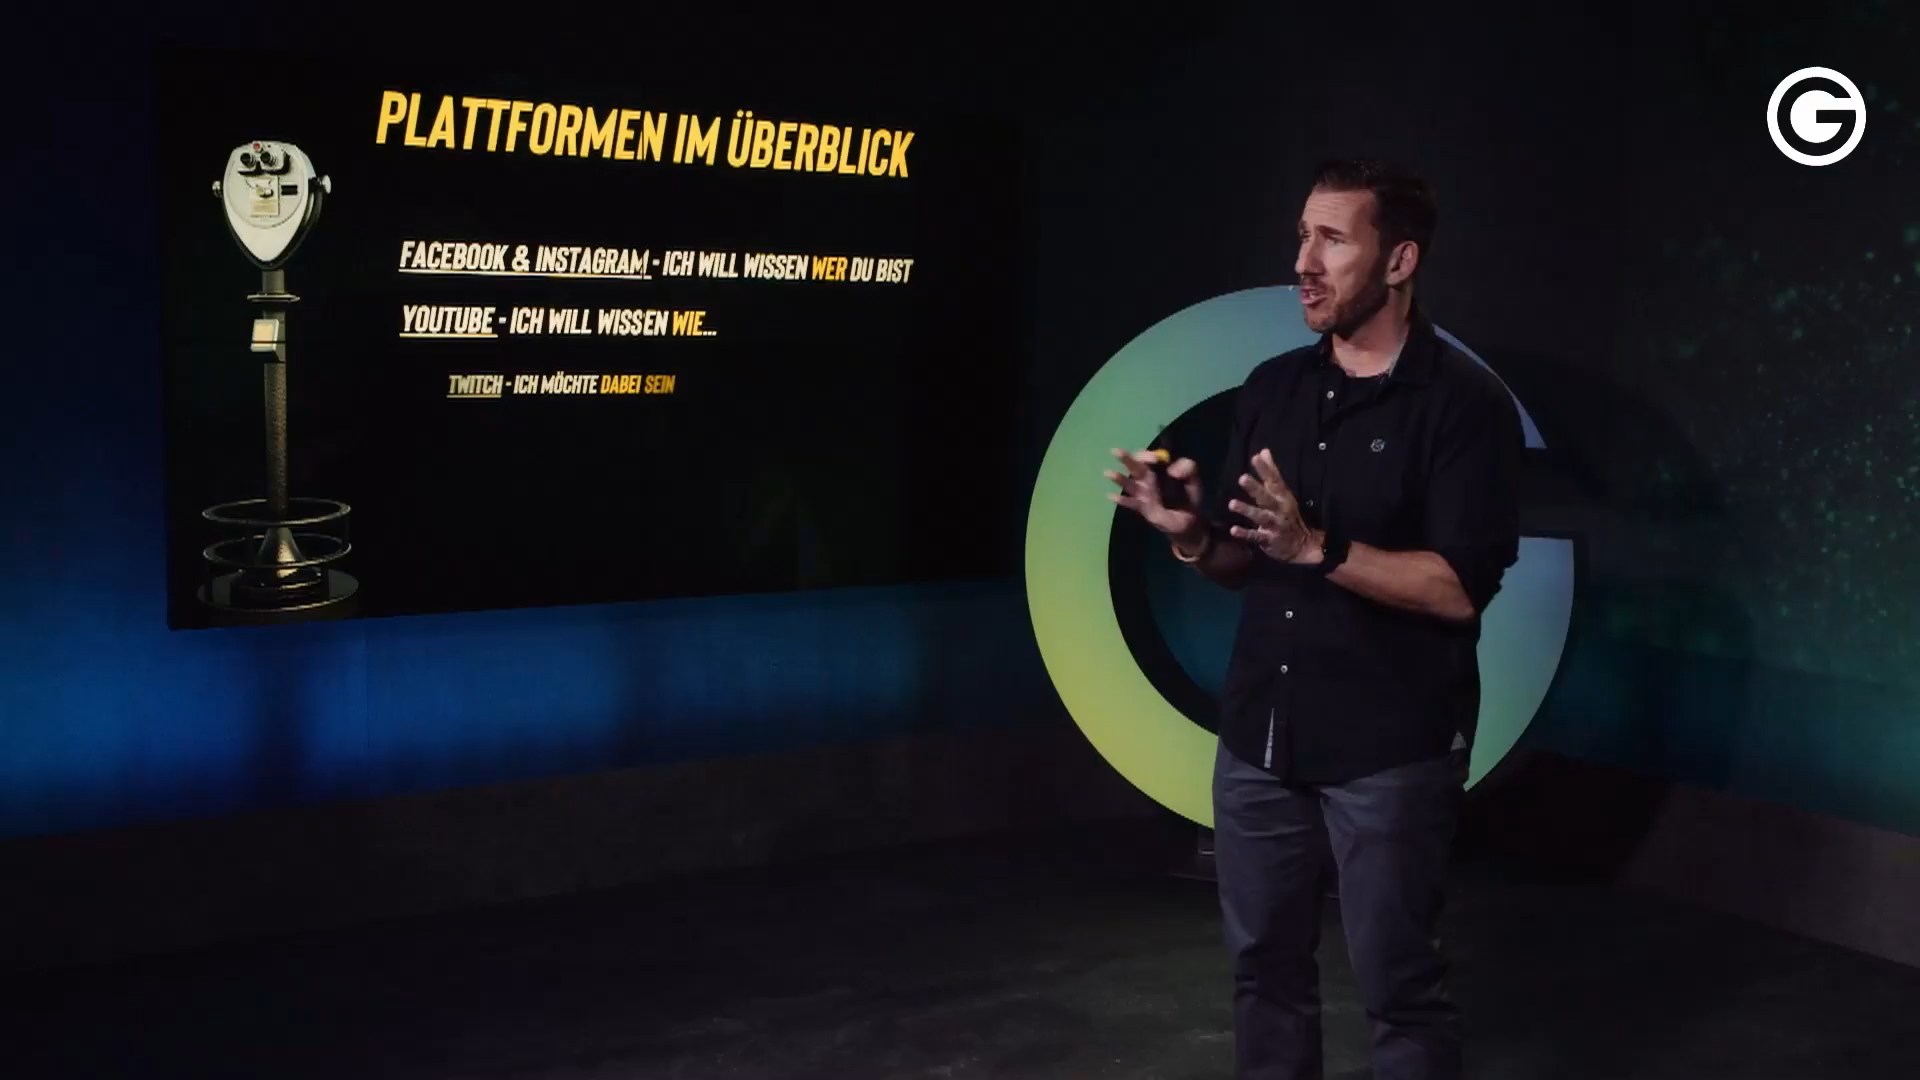 PLATTFORMEN IM ÜBERBLICK
FACEBOOK & INSTAGRAM - ICH WILL WISSEN WER DU BIST
YOUTUBE - ICH WILL WISSEN WIE...
TWITCH - ICH MÖCHTE DABEI SEIN
G